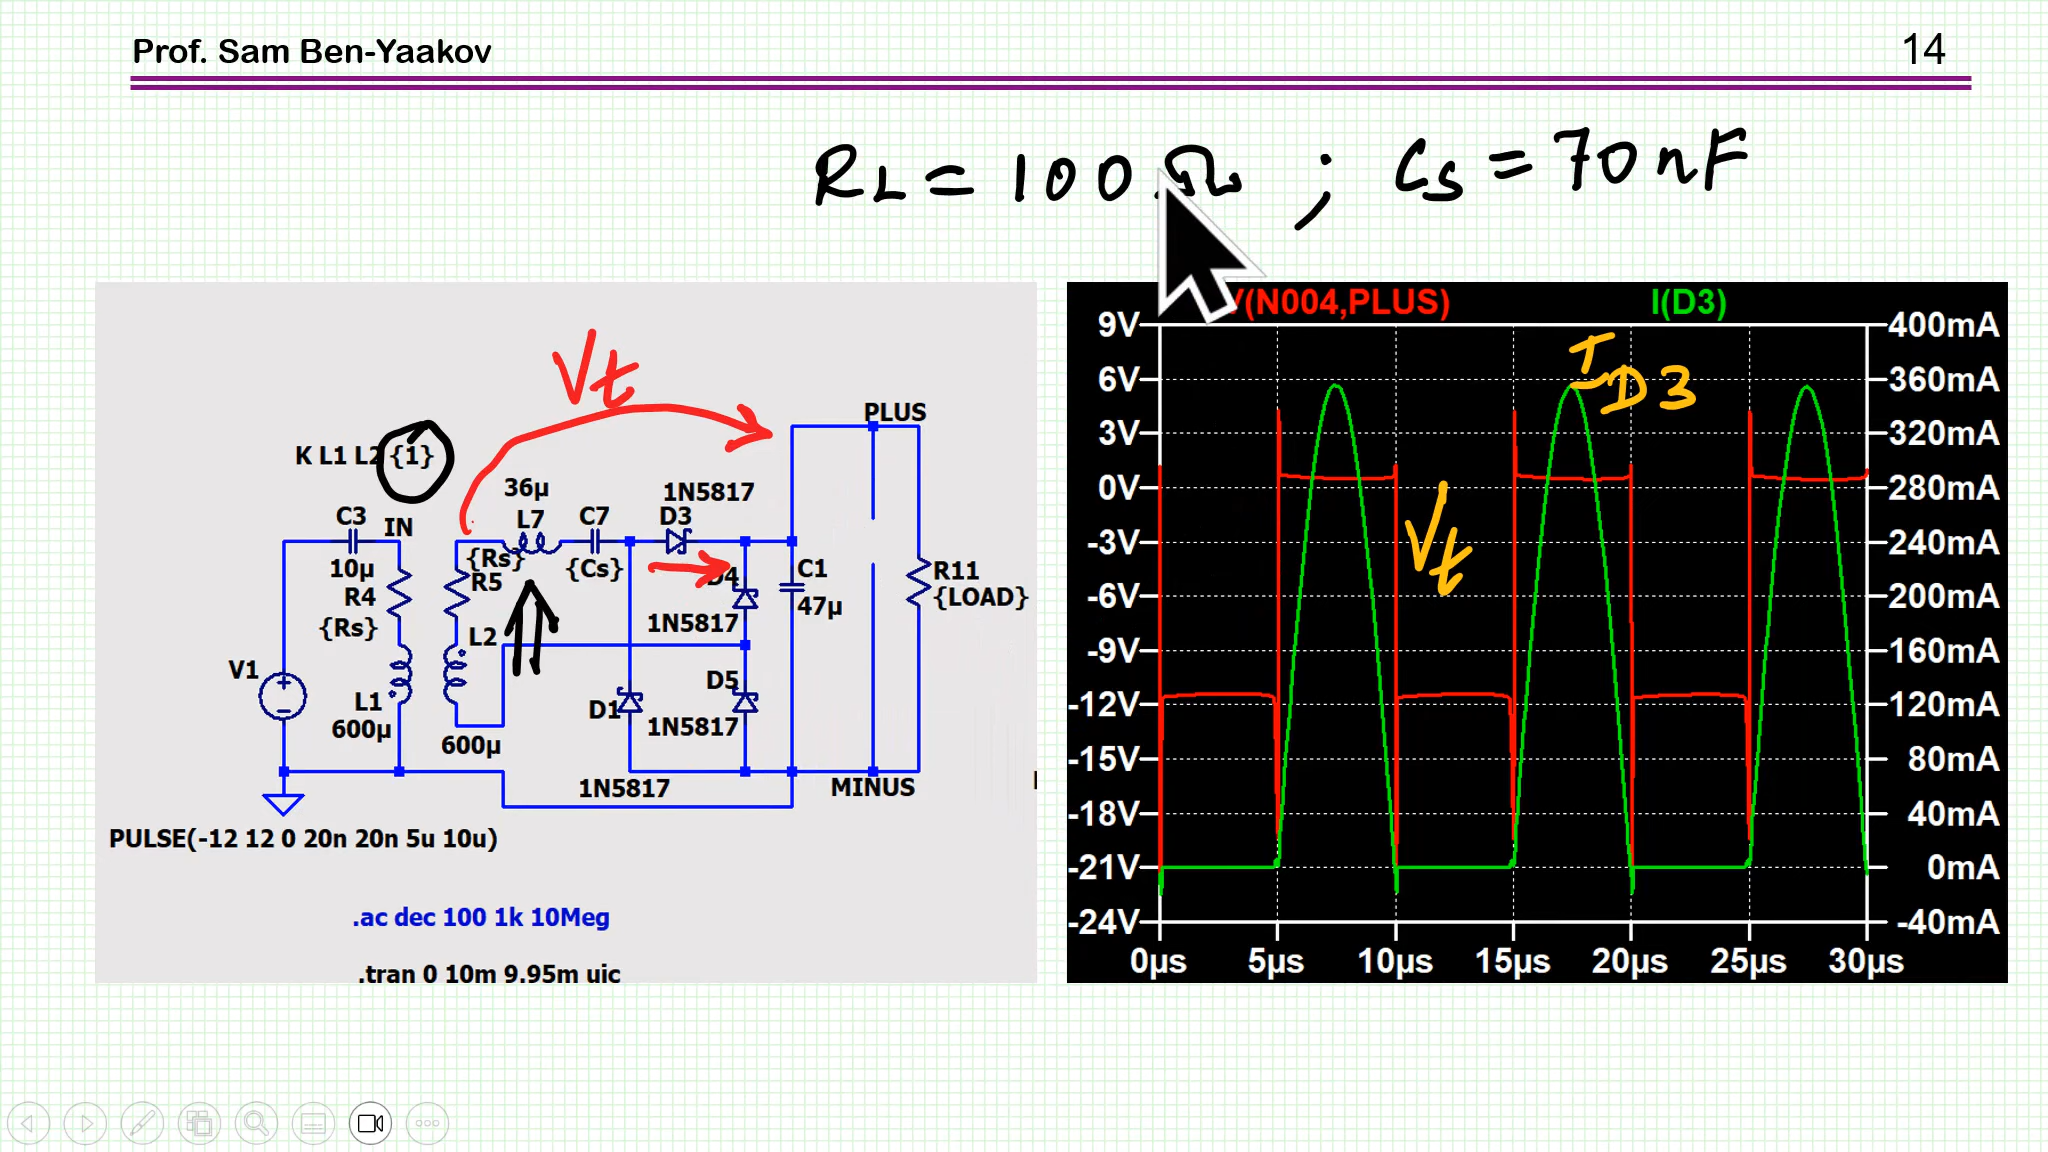 Prof. Sam Ben-Yaakov
14
RL = 100 Ω ; Cs = 70 nF
Vt
PLUS
K L1 L2 {1}
36µ
1N5817
C3
IN
L7
C7
D3
10µ
{Rs}
{Cs}
D4
C1
R11
R4
R5
47µ
{LOAD}
{Rs}
L2
1N5817
V1
L1
D1
D5
600µ
600µ
1N5817
1N5817
MINUS
PULSE(-12 12 0 20n 20n 5u 10u)
.ac dec 100 1k 10Meg
.tran 0 10m 9.95m uic
V(N004,PLUS)
I(D3)
9V
400mA
6V
360mA
3V
320mA
0V
280mA
-3V
240mA
-6V
200mA
-9V
160mA
-12V
120mA
-15V
80mA
-18V
40mA
-21V
0mA
-24V
-40mA
ID3
Vt
0µs
5µs
10µs
15µs
20µs
25µs
30µs